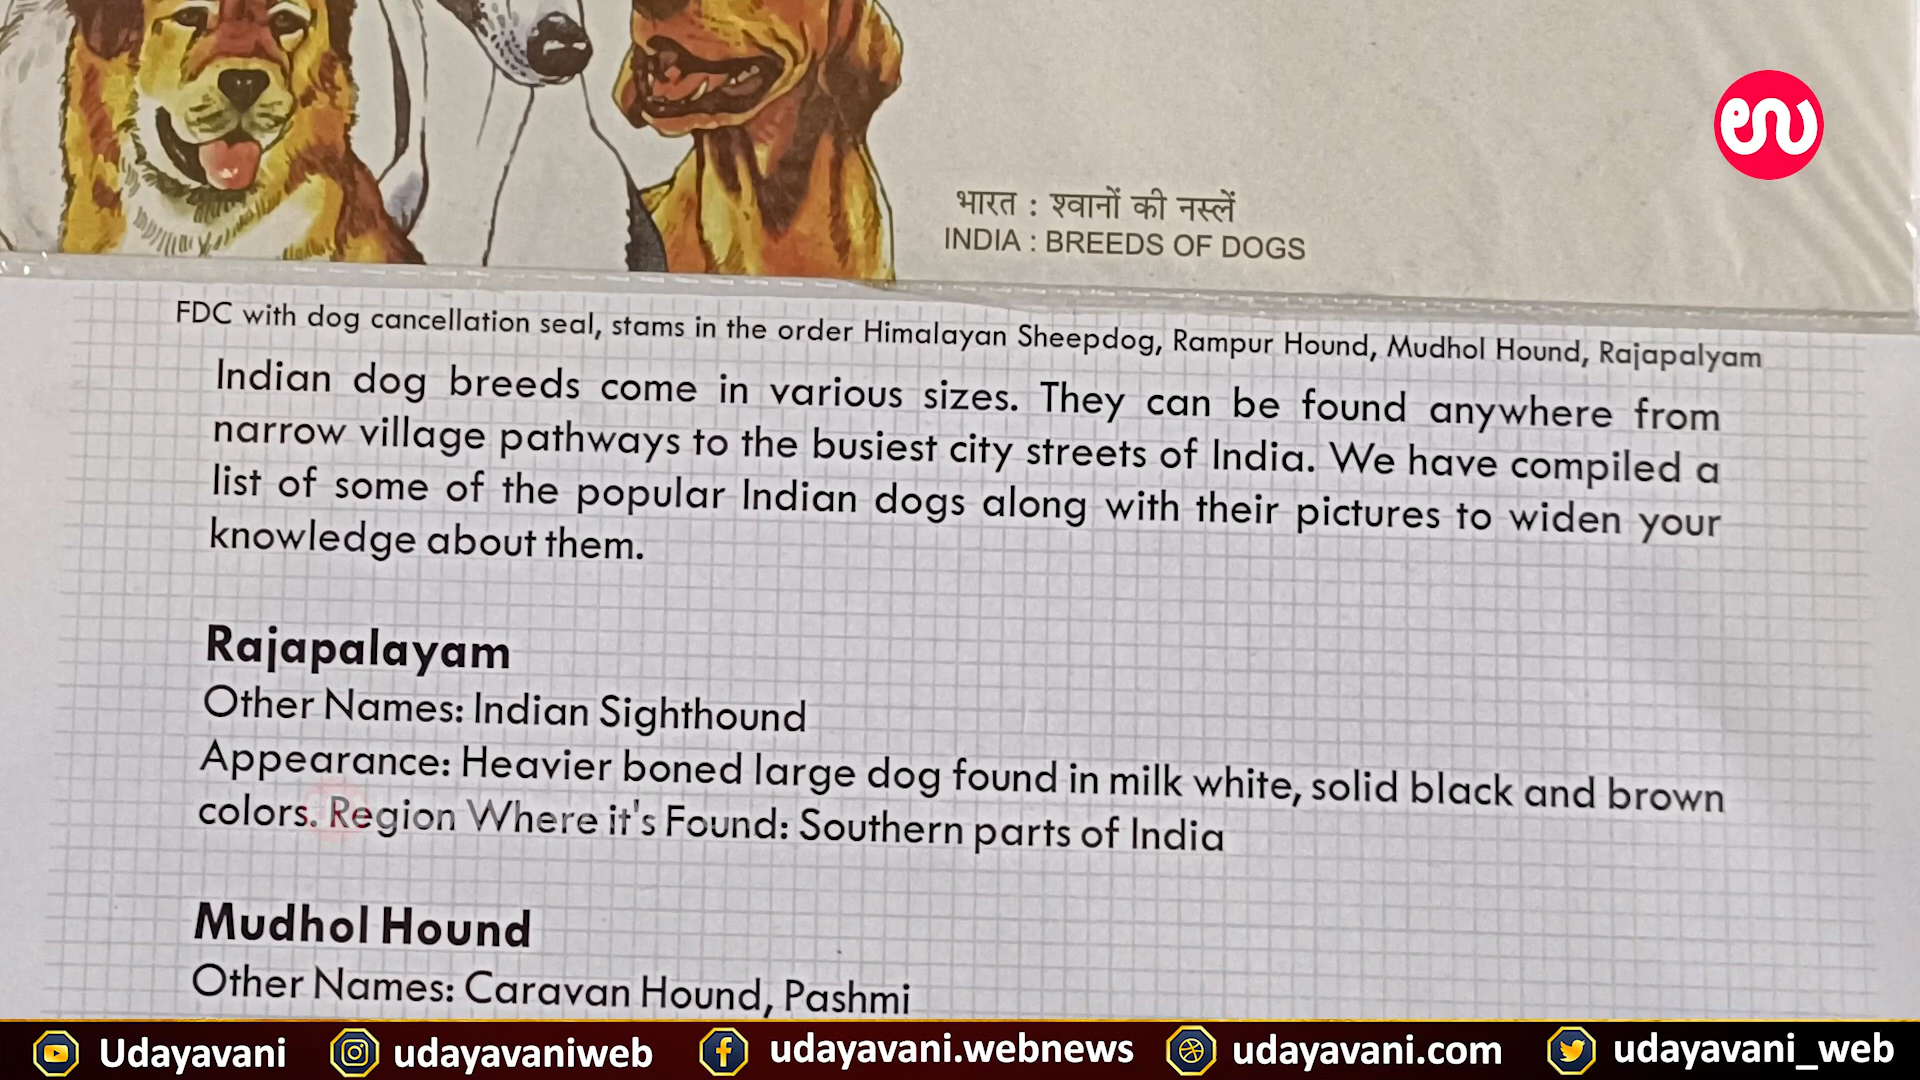 ಉ
भारत : श्वानों की नस्लें
INDIA : BREEDS OF DOGS
FDC with dog cancellation seal, stams in the order Himalayan Sheepdog, Rampur Hound, Mudhol Hound, Rajapalyam
Indian dog breeds come in various sizes. They can be found anywhere from
narrow village pathways to the busiest city streets of India. We have compiled a
list of some of the popular Indian dogs along with their pictures to widen your
knowledge about them.
Rajapalayam
Other Names: Indian Sighthound
Appearance: Heavier boned large dog found in milk white, solid black and brown
colors. Region Where it's Found: Southern parts of India
Mudhol Hound
Other Names: Caravan Hound, Pashmi
Udayavani udayavaniweb udayavani.webnews udayavani.com udayavani_web